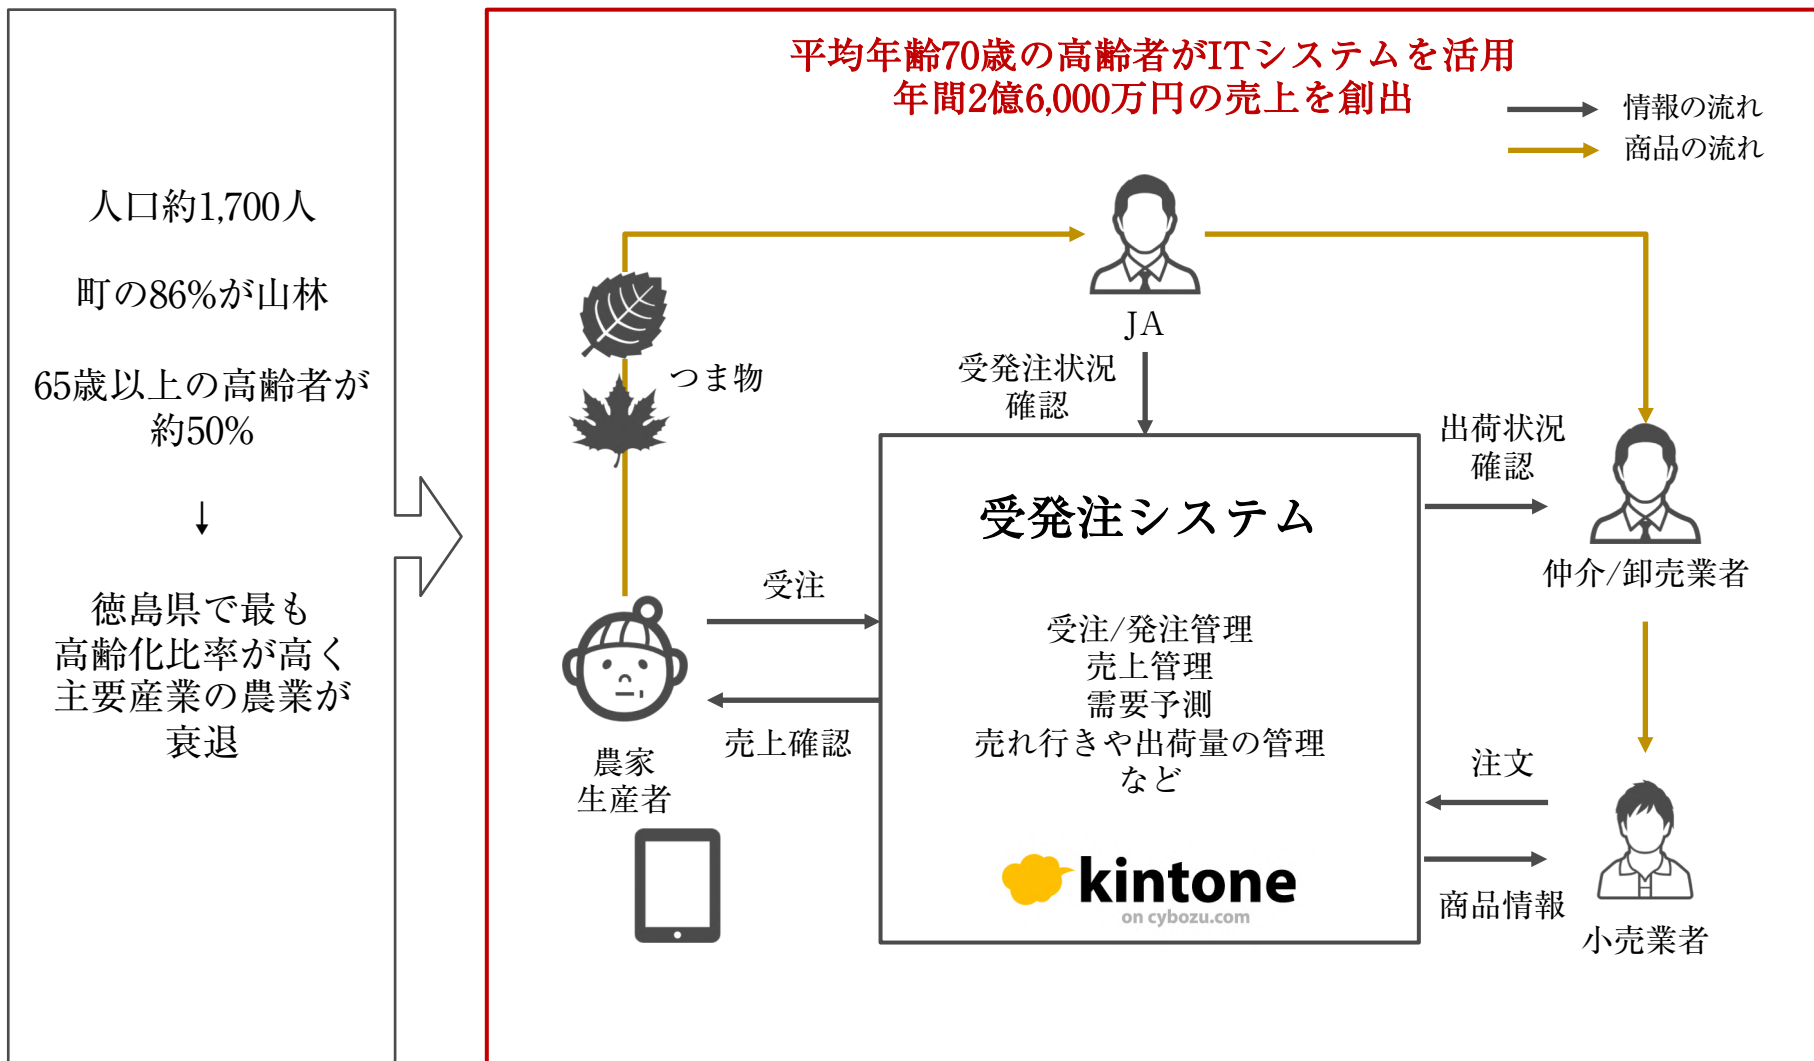 人口約1,700人
町の86%が山林
65歳以上の高齢者が
約50%
↓
徳島県で最も
高齢化比率が高く
主要産業の農業が
衰退
平均年齢70歳の高齢者がITシステムを活用
年間2億6,000万円の売上を創出
情報の流れ
商品の流れ
JA
つま物
受発注状況
確認
出荷状況
確認
仲介/卸売業者
受発注システム
受注/発注管理
売上管理
需要予測
売れ行きや出荷量の管理
など
kintone
on cybozu.com
受注
売上確認
農家
生産者
注文
商品情報
小売業者